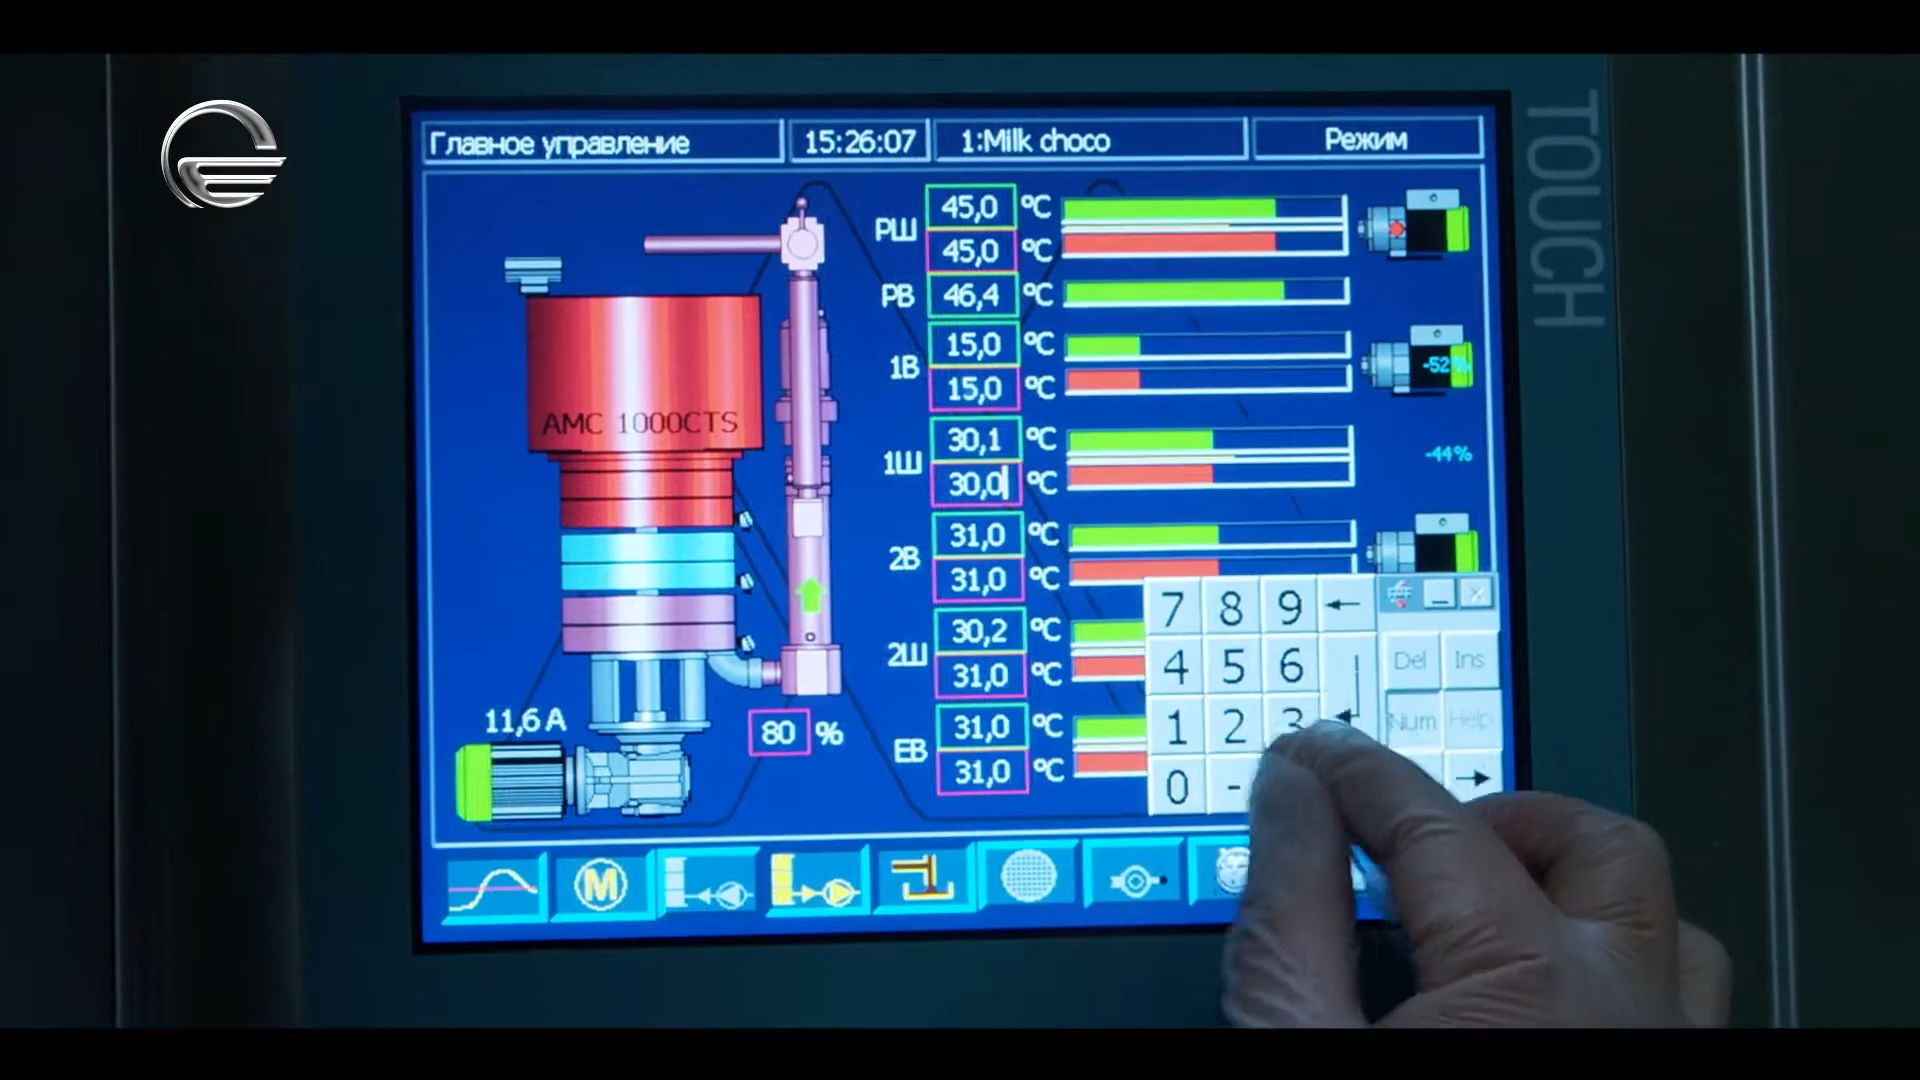 Главное управление 15:26:07 1:Milk choco Режим
TOUCH
РШ 45,0 °C
45,0 °C
РВ 46,4 °C
1В 15,0 °C
15,0 °C
-52%
AMC 1000CTS
1Ш 30,1 °C
30,0 °C
-44%
2В 31,0 °C
31,0 °C
2Ш 30,2 °C
31,0 °C
11,6 A
80 %
ЕВ 31,0 °C
31,0 °C
7 8 9 ←
4 5 6 Del Ins
1 2 3 Num Help
0 - →
M